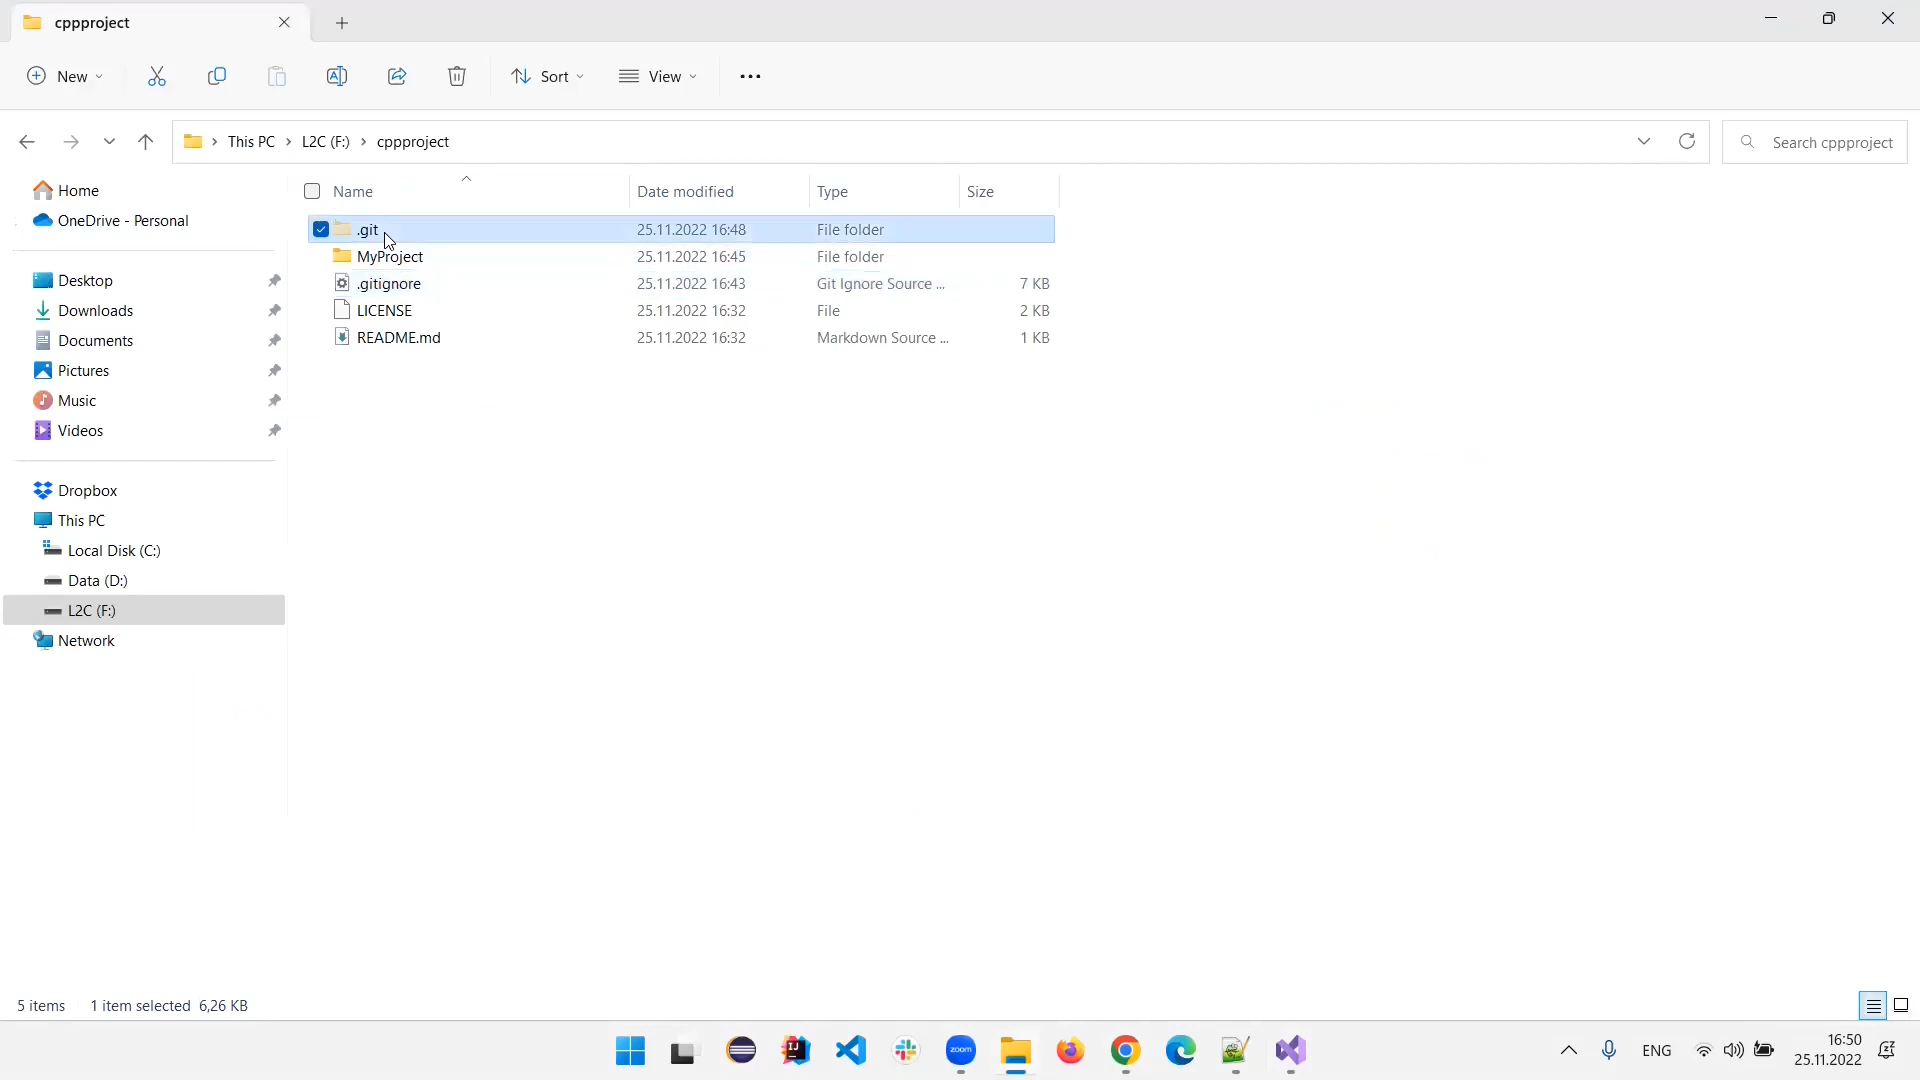 cppproject
New
Sort
View
This PC
L2C (F:)
cppproject
Search cppproject
Home
OneDrive - Personal
Desktop
Downloads
Documents
Pictures
Music
Videos
Dropbox
This PC
Local Disk (C:)
Data (D:)
L2C (F:)
Network
Name Date modified Type Size
.git 25.11.2022 16:48 File folder
MyProject 25.11.2022 16:45 File folder
.gitignore 25.11.2022 16:43 Git Ignore Source ... 7 KB
LICENSE 25.11.2022 16:32 File 2 KB
README.md 25.11.2022 16:32 Markdown Source ... 1 KB
5 items 1 item selected 6,26 KB
zoom
ENG
16:50
25.11.2022